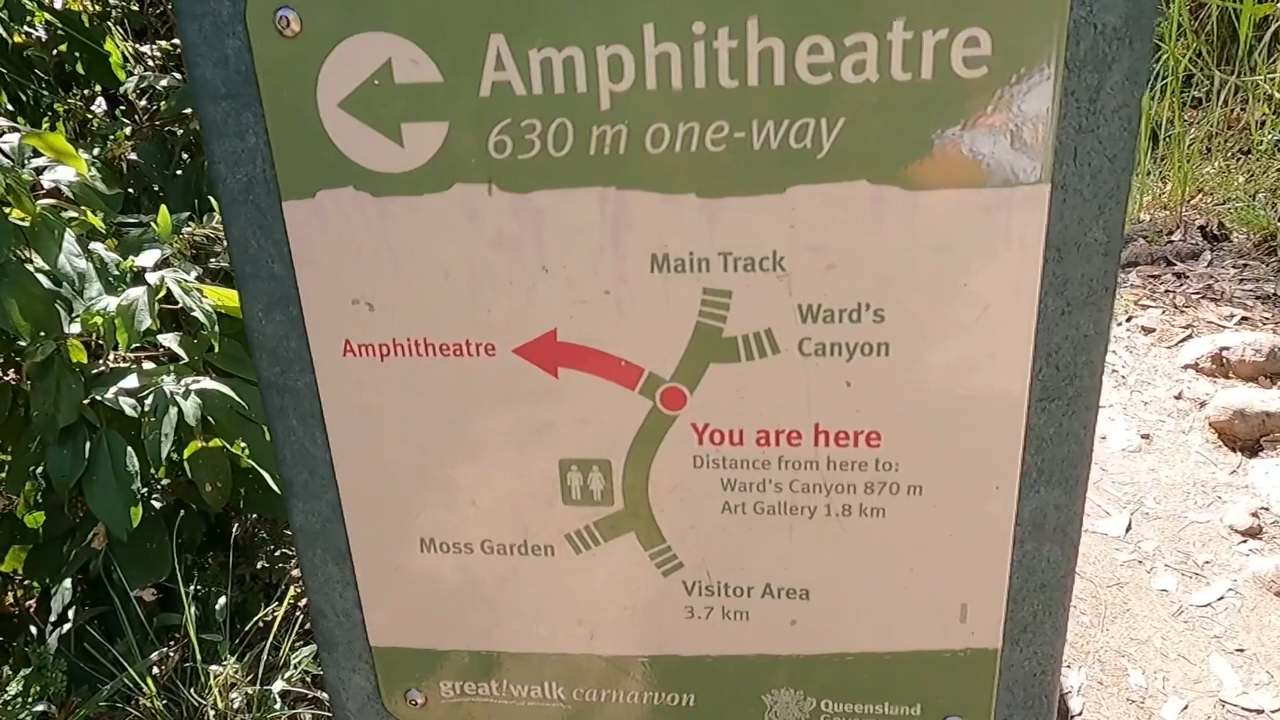 Amphitheatre
630 m one-way
Main Track
Ward's
Canyon
Amphitheatre
You are here
Distance from here to:
Ward's Canyon 870 m
Art Gallery 1.8 km
Moss Garden
Visitor Area
3.7 km
great!walk carnarvon
Queensland